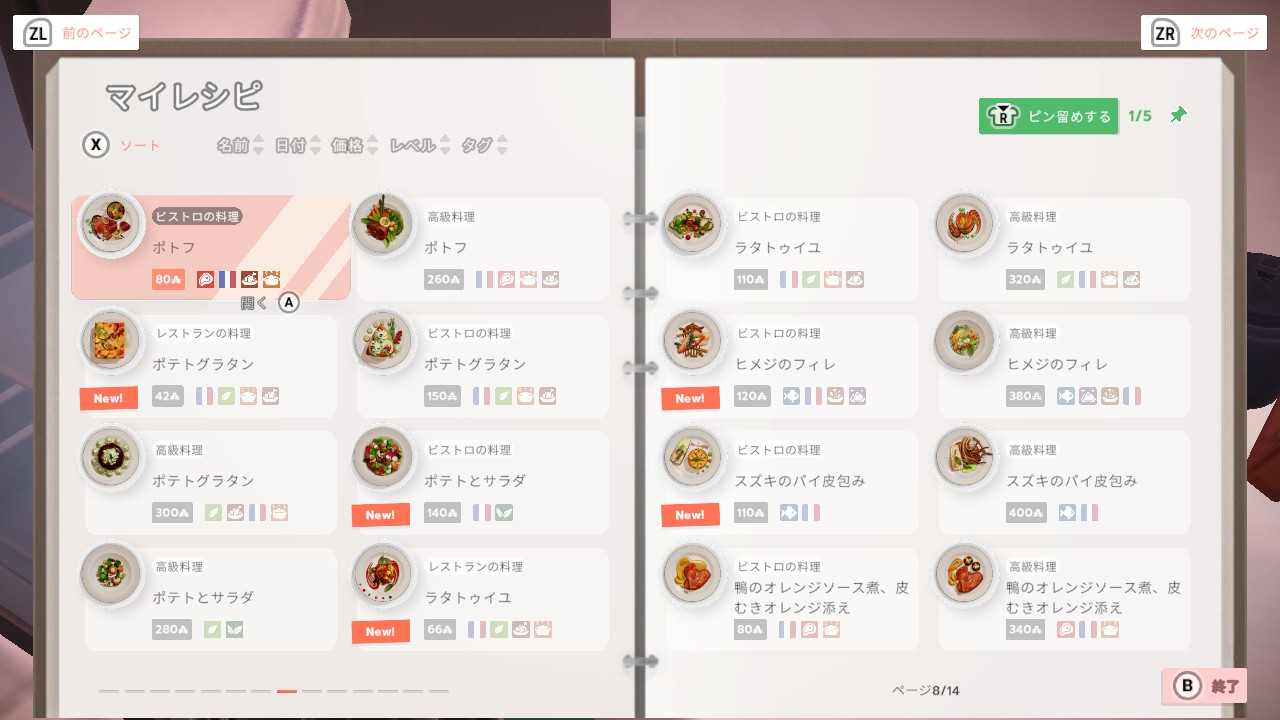 ZL 前のページ
ZR 次のページ
マイレシピ
R ピン留めする 1/5
X ソート 名前 日付 価格 レベル タグ
ビストロの料理
ポトフ
80
開く A
高級料理
ポトフ
260
レストランの料理
ポテトグラタン
New! 42
ビストロの料理
ポテトグラタン
150
高級料理
ポテトグラタン
300
ビストロの料理
ポテトとサラダ
New! 140
高級料理
ポテトとサラダ
280
レストランの料理
ラタトゥイユ
New! 66
ビストロの料理
ラタトゥイユ
110
高級料理
ラタトゥイユ
320
ビストロの料理
ヒメジのフィレ
New! 120
高級料理
ヒメジのフィレ
380
ビストロの料理
スズキのパイ皮包み
New! 110
高級料理
スズキのパイ皮包み
400
ビストロの料理
鴨のオレンジソース煮、皮
むきオレンジ添え
80
高級料理
鴨のオレンジソース煮、皮
むきオレンジ添え
340
ページ8/14
B 終了